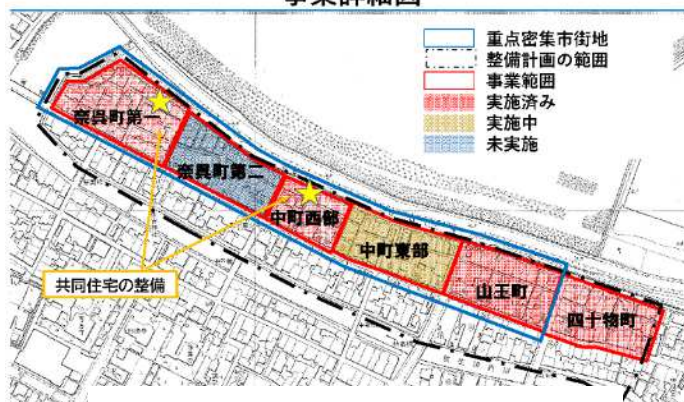 事業詳細図
重点密集市街地
整備計画の範囲
事業範囲
実施済み
実施中
未実施
奈呉町第一
奈呉町第二
中町西部
中町東部
山王町
四十物町
共同住宅の整備